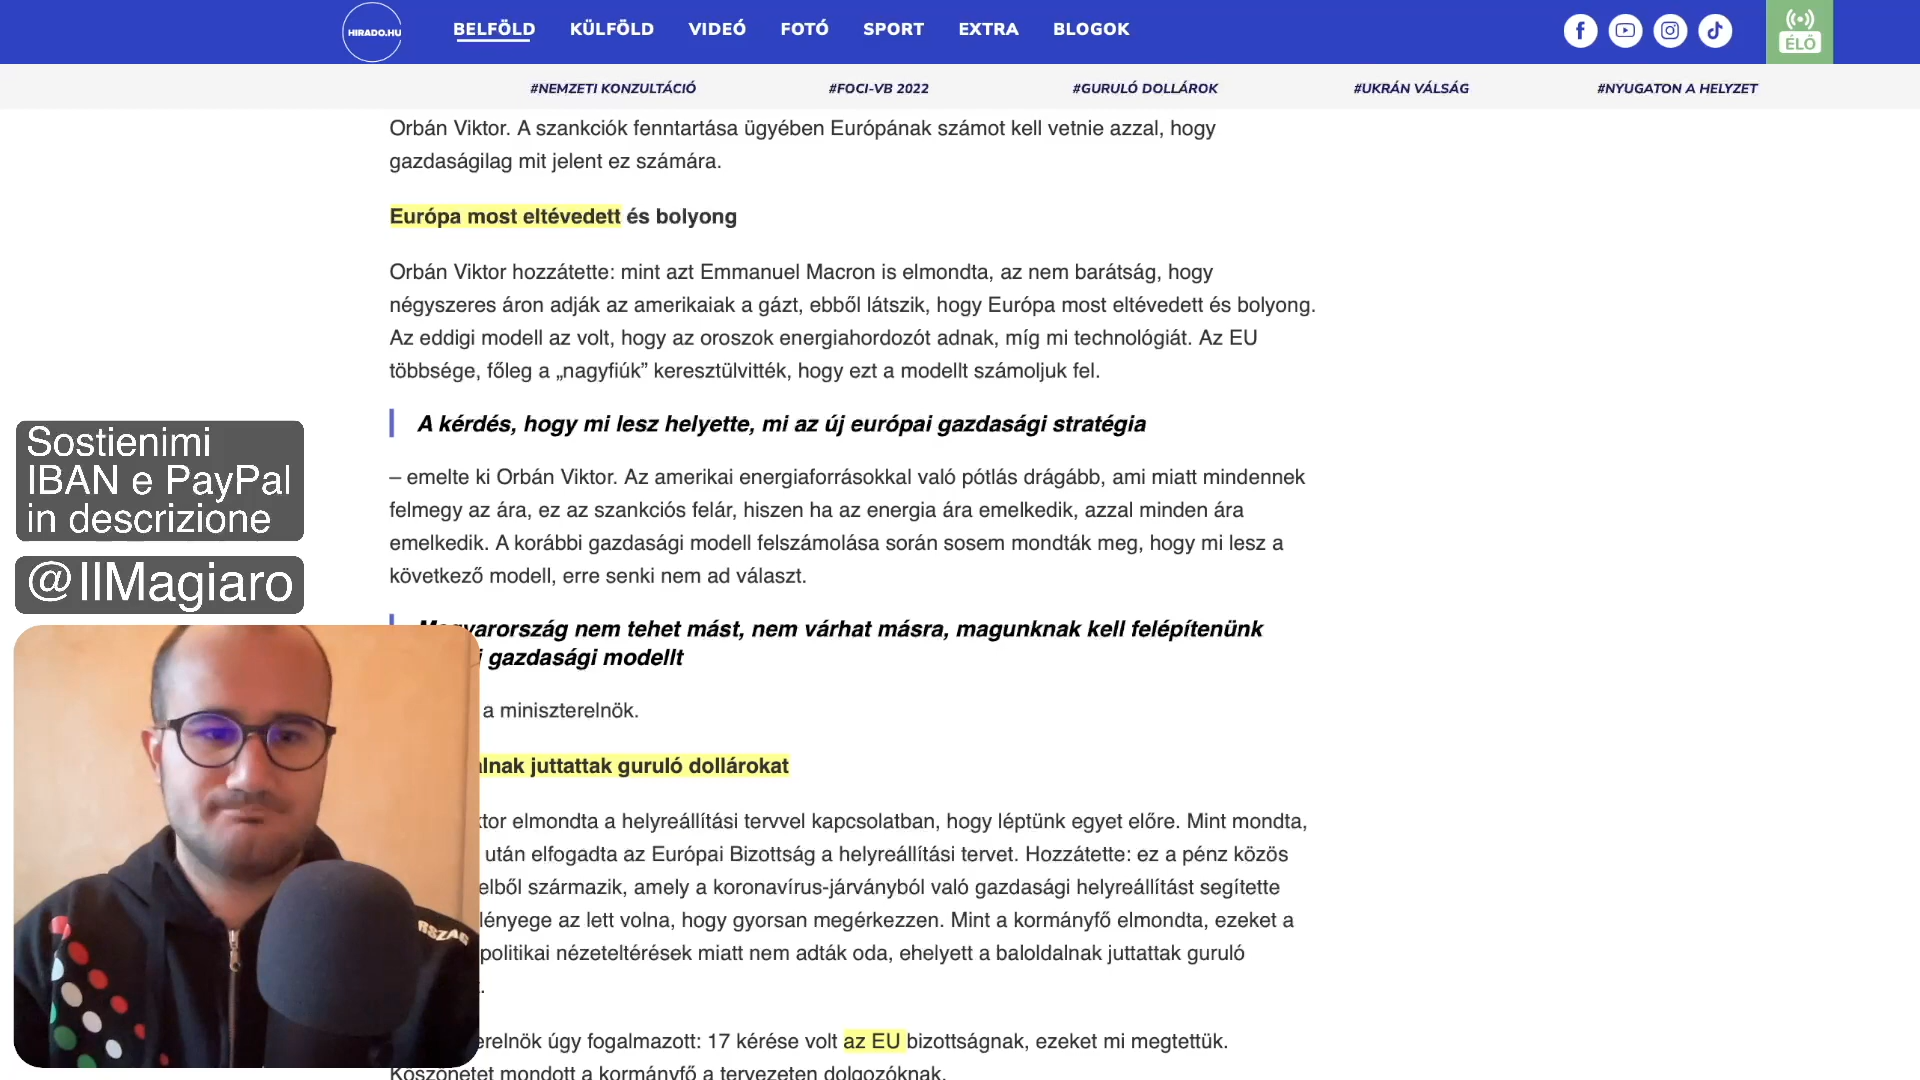 HIRADO.HU
BELFÖLD KÜLFÖLD VIDEÓ FOTÓ SPORT EXTRA BLOGOK
ÉLŐ
#NEMZETI KONZULTÁCIÓ #FOCI-VB 2022 #GURULÓ DOLLÁROK #UKRÁN VÁLSÁG #NYUGATON A HELYZET
Orbán Viktor. A szankciók fenntartása ügyében Európának számot kell vetnie azzal, hogy
gazdaságilag mit jelent ez számára.
Európa most eltévedett és bolyong
Orbán Viktor hozzátette: mint azt Emmanuel Macron is elmondta, az nem barátság, hogy
négyszeres áron adják az amerikaiak a gázt, ebből látszik, hogy Európa most eltévedett és bolyong.
Az eddigi modell az volt, hogy az oroszok energiahordozót adnak, míg mi technológiát. Az EU
többsége, főleg a „nagyfiúk” keresztülvitték, hogy ezt a modellt számoljuk fel.
A kérdés, hogy mi lesz helyette, mi az új európai gazdasági stratégia
– emelte ki Orbán Viktor. Az amerikai energiaforrásokkal való pótlás drágább, ami miatt mindennek
felmegy az ára, ez az szankciós felár, hiszen ha az energia ára emelkedik, azzal minden ára
emelkedik. A korábbi gazdasági modell felszámolása során sosem mondták meg, hogy mi lesz a
következő modell, erre senki nem ad választ.
Magyarország nem tehet mást, nem várhat másra, magunknak kell felépítenünk
gazdasági modellt
a miniszterelnök.
juttattak guruló dollárokat
elmondta a helyreállítási tervvel kapcsolatban, hogy léptünk egyet előre. Mint mondta,
után elfogadta az Európai Bizottság a helyreállítási tervet. Hozzátette: ez a pénz közös
származik, amely a koronavírus-járványból való gazdasági helyreállítást segítette
lényege az lett volna, hogy gyorsan megérkezzen. Mint a kormányfő elmondta, ezeket a
politikai nézeteltérések miatt nem adták oda, ehelyett a baloldalnak juttattak guruló
úgy fogalmazott: 17 kérése volt az EU bizottságnak, ezeket mi megtettük.
Köszönetet mondott a kormányfő a tervezeten dolgozóknak.
Sostienimi
IBAN e PayPal
in descrizione
@IlMagiaro